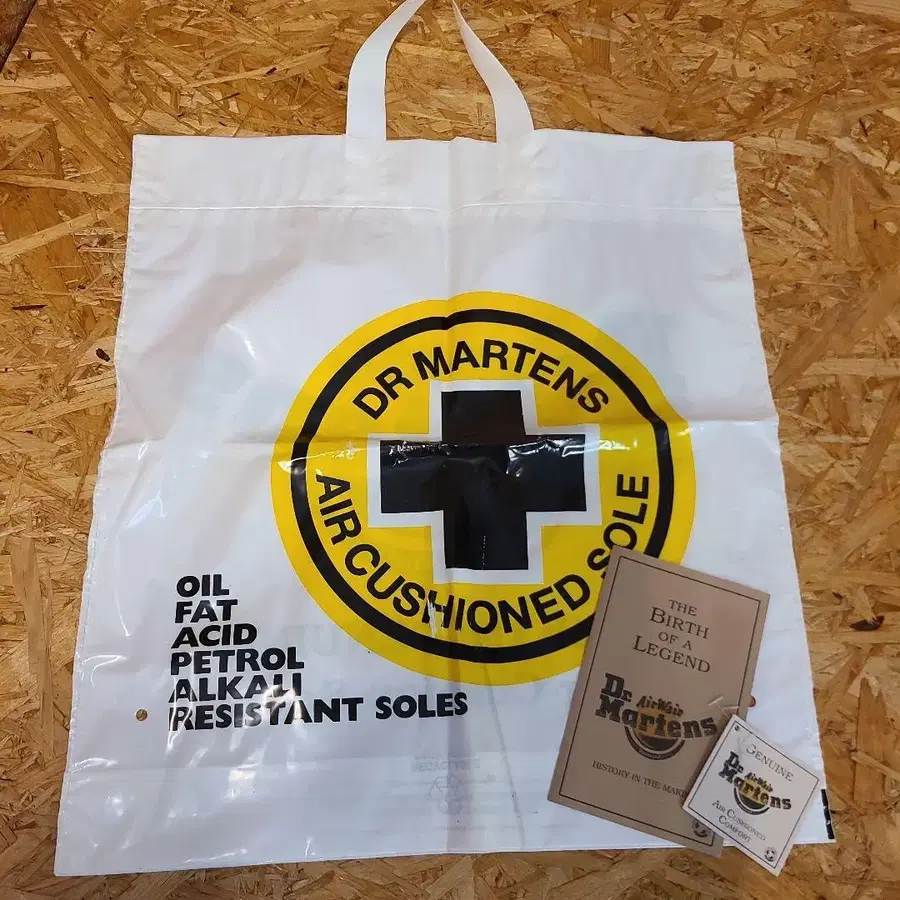 DR MARTENS
AIR CUSHIONED SOLE
OIL
FAT
ACID
PETROL
ALKALI
RESISTANT SOLES
THE
BIRTH
OF A
LEGEND
Dr.
AirWair
Martens
HISTORY IN THE
GENUINE
Dr.
AirWair
Martens
AIR CUSHIONED
COMFORT